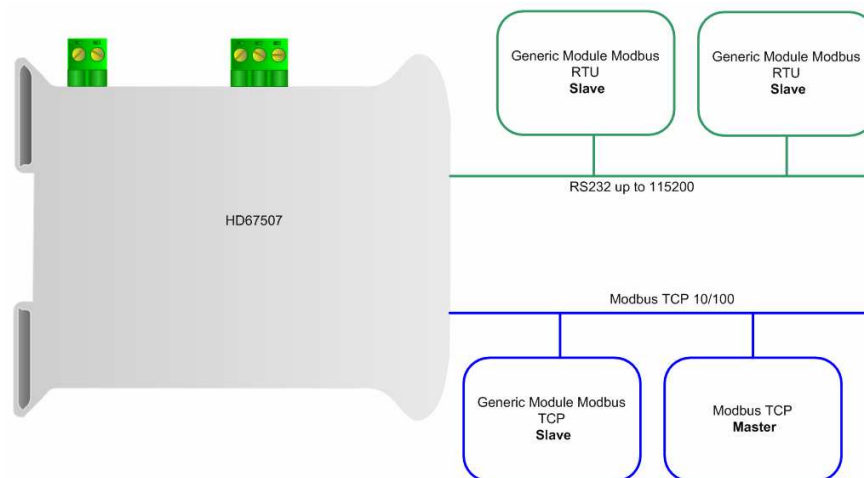 Generic Module Modbus
RTU
Slave
Generic Module Modbus
RTU
Slave
RS232 up to 115200
HD67507
Modbus TCP 10/100
Generic Module Modbus
TCP
Slave
Modbus TCP
Master